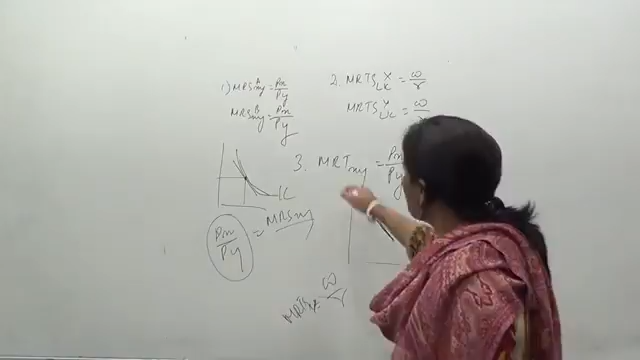 1) MRS^A_xy = Px/Py
MRS^B_xy = Px/Py
2. MRTS^X_LK = w/r
MRTS^Y_LK = w/r
3. MRT_xy = Px/Py
IC
Px/Py = MRS_xy
w/r